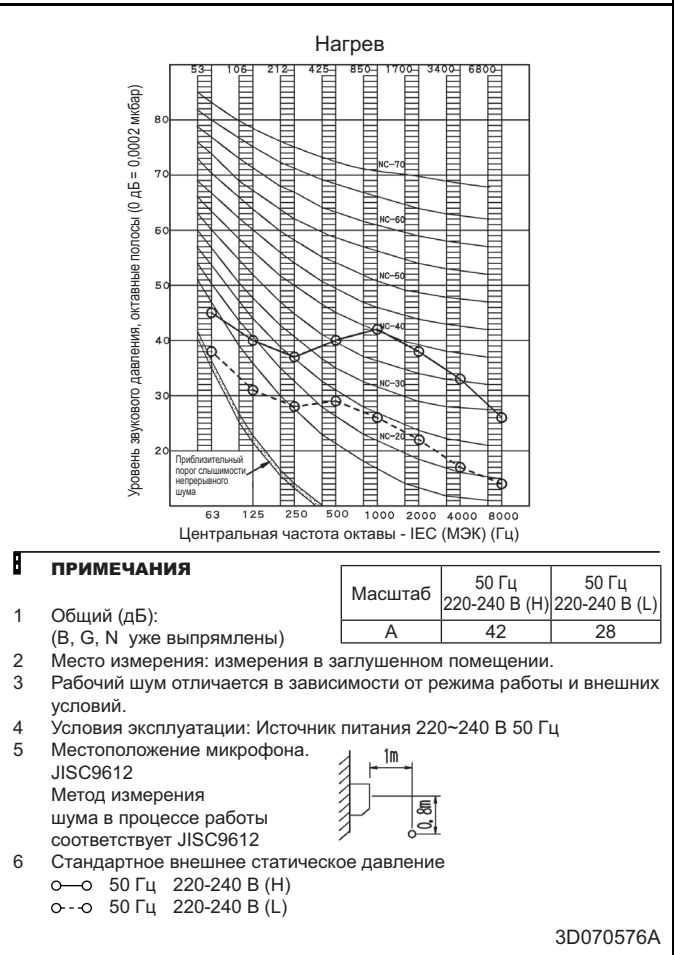 Нагрев
53 106 212 425 850 1700 3400 6800
Уровень звукового давления, октавные полосы (0 дБ = 0,0002 мкбар)
80
70
60
50
40
30
20
NC-70
NC-60
NC-50
NC-40
NC-30
NC-20
Приблизительный
порог слышимости
непрерывного
шума
63 125 250 500 1000 2000 4000 8000
Центральная частота октавы - IEC (МЭК) (Гц)
ПРИМЕЧАНИЯ
Масштаб 50 Гц 220-240 В (H) 50 Гц 220-240 В (L)
A 42 28
1 Общий (дБ):
(B, G, N уже выпрямлены)
2 Место измерения: измерения в заглушенном помещении.
3 Рабочий шум отличается в зависимости от режима работы и внешних
условий.
4 Условия эксплуатации: Источник питания 220~240 В 50 Гц
5 Местоположение микрофона.
JISC9612
Метод измерения
шума в процессе работы
соответствует JISC9612
1m
0,8m
6 Стандартное внешнее статическое давление
50 Гц 220-240 В (H)
50 Гц 220-240 В (L)
3D070576A